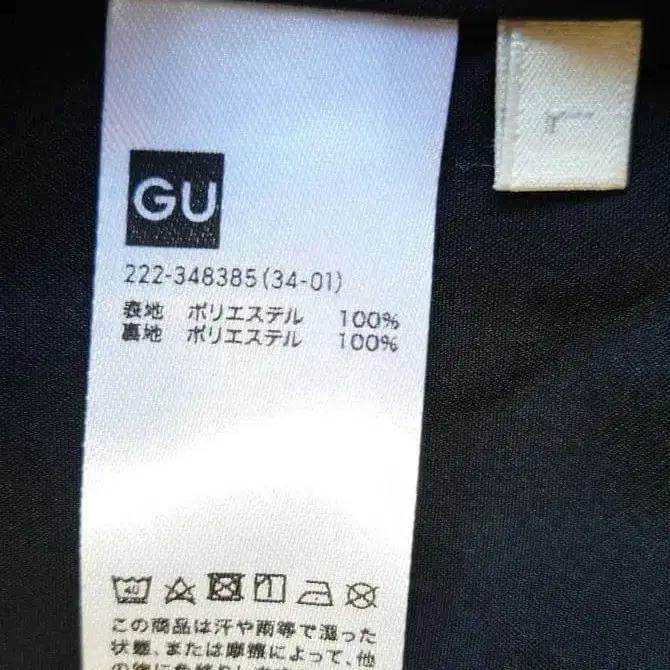 GU
222-348385(34-01)
表地 ポリエステル 100%
裏地 ポリエステル 100%
40
この商品は汗や雨等で湿った
状態、または摩擦によって、他
L